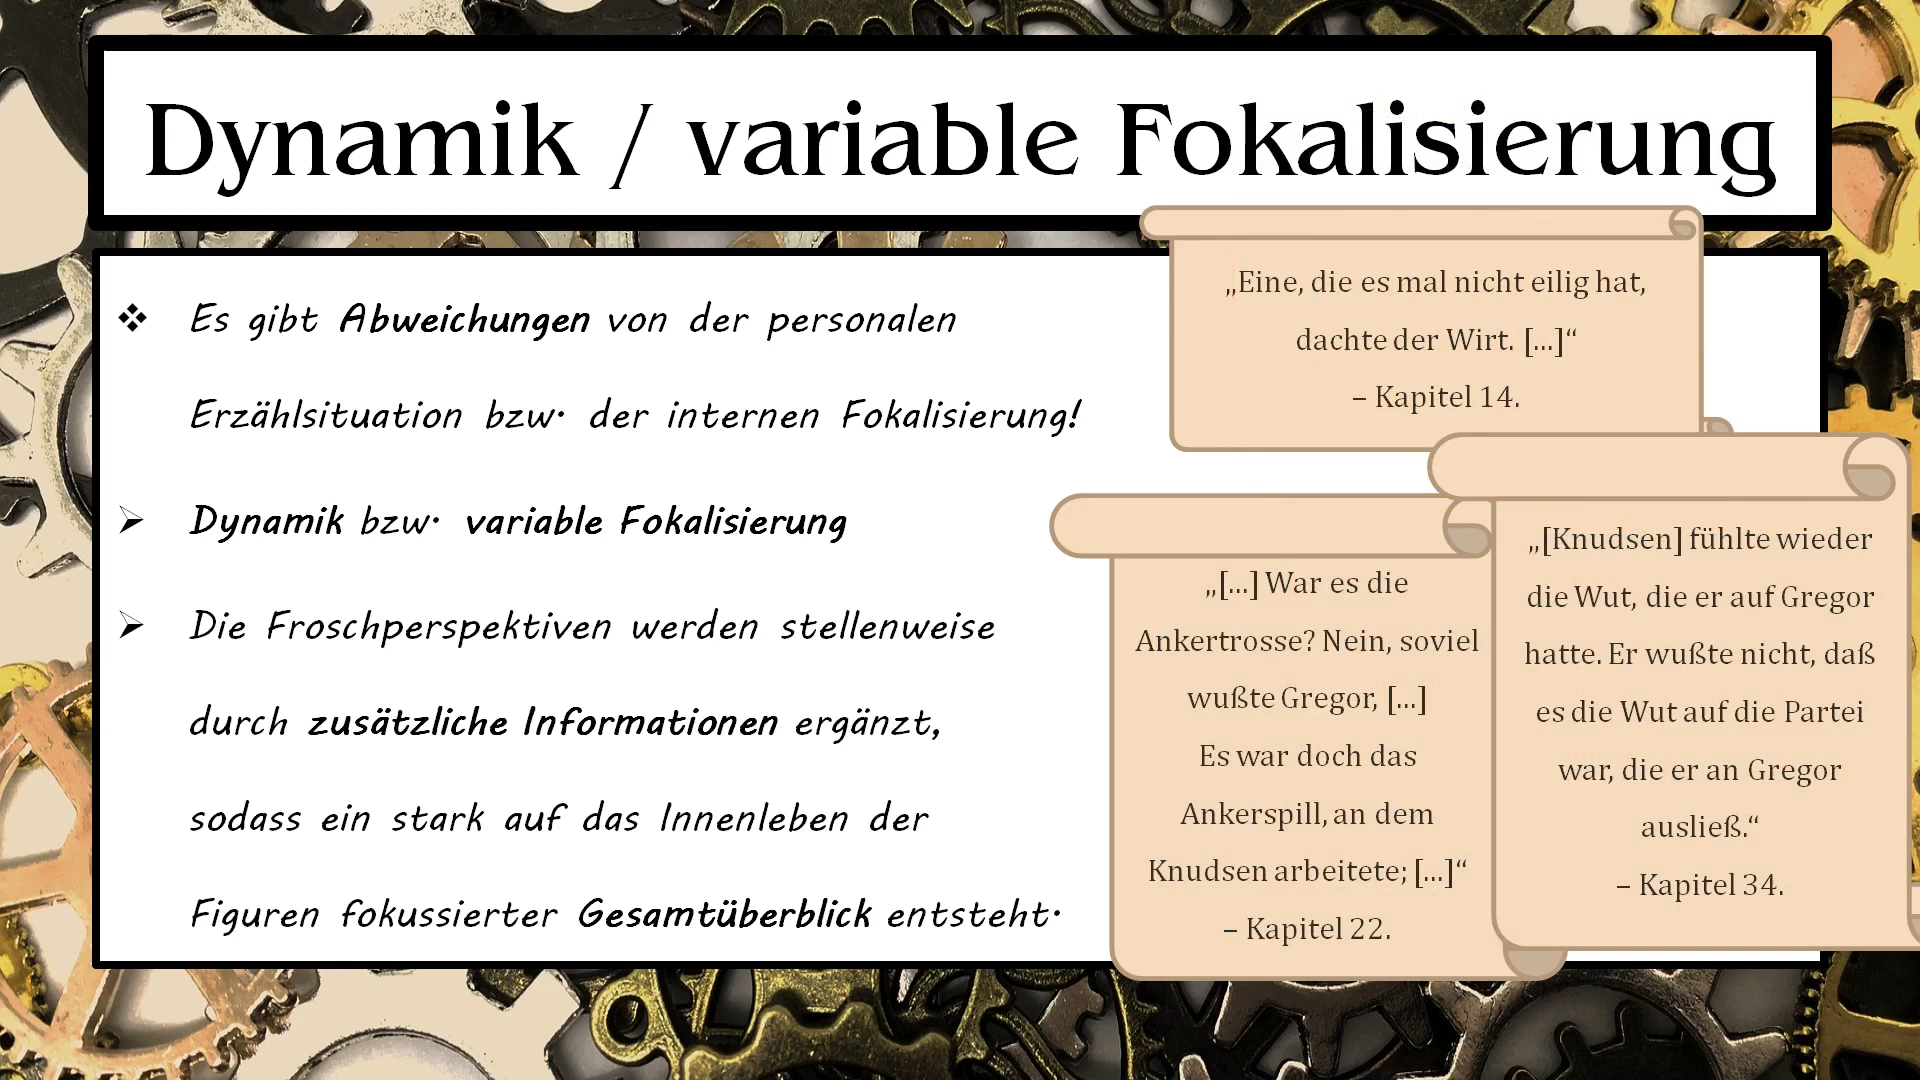 Dynamik / variable Fokalisierung
❖ Es gibt Abweichungen von der personalen
Erzählsituation bzw. der internen Fokalisierung!
➢ Dynamik bzw. variable Fokalisierung
➢ Die Froschperspektiven werden stellenweise
durch zusätzliche Informationen ergänzt,
sodass ein stark auf das Innenleben der
Figuren fokussierter Gesamtüberblick entsteht.
„Eine, die es mal nicht eilig hat,
dachte der Wirt. [...]“
– Kapitel 14.
„[...] War es die
Ankertrosse? Nein, soviel
wußte Gregor, [...]
Es war doch das
Ankerspill, an dem
Knudsen arbeitete; [...]“
– Kapitel 22.
„[Knudsen] fühlte wieder
die Wut, die er auf Gregor
hatte. Er wußte nicht, daß
es die Wut auf die Partei
war, die er an Gregor
ausließ.“
– Kapitel 34.